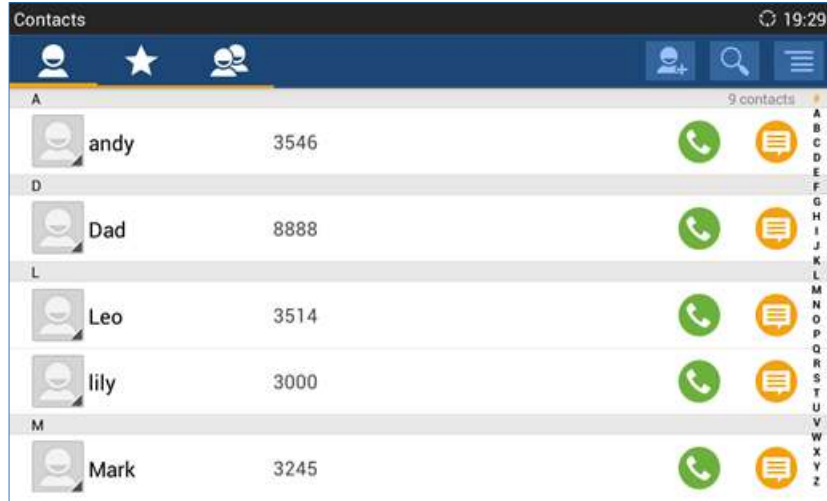 Contacts 19:29
A 9 contacts #
andy 3546
D
Dad 8888
L
Leo 3514
lily 3000
M
Mark 3245
A
B
C
D
E
F
G
H
I
J
K
L
M
N
O
P
Q
R
S
T
U
V
W
X
Y
Z